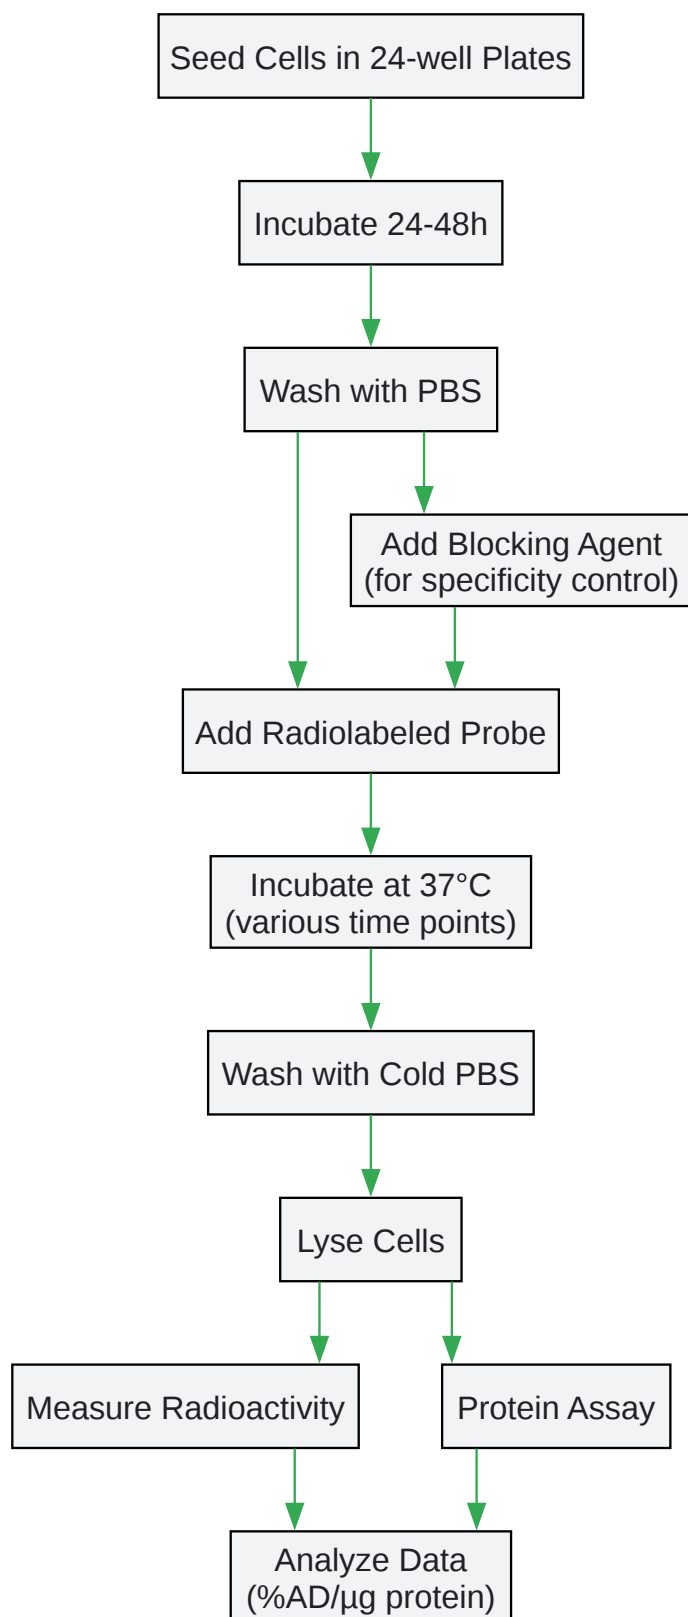 Seed Cells in 24-well Plates
Incubate 24-48h
Wash with PBS
Add Blocking Agent
(for specificity control)
Add Radiolabeled Probe
Incubate at 37°C
(various time points)
Wash with Cold PBS
Lyse Cells
Measure Radioactivity
Protein Assay
Analyze Data
(%AD/µg protein)